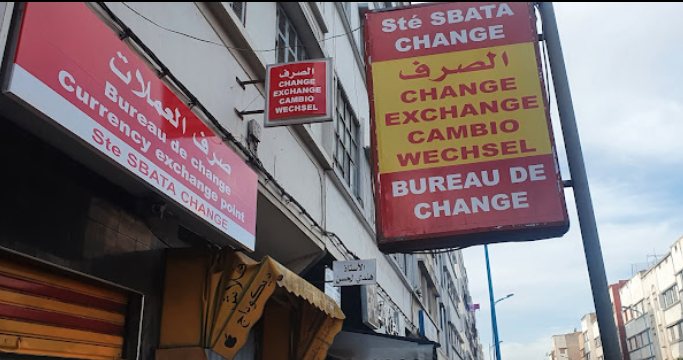 صرف العملات
Bureau de change
Currency exchange point
Ste SBATA CHANGE
الصرف
CHANGE
EXCHANGE
CAMBIO
WECHSEL
Sté SBATA
CHANGE
الصرف
CHANGE
EXCHANGE
CAMBIO
WECHSEL
BUREAU DE
CHANGE
الأستاذ